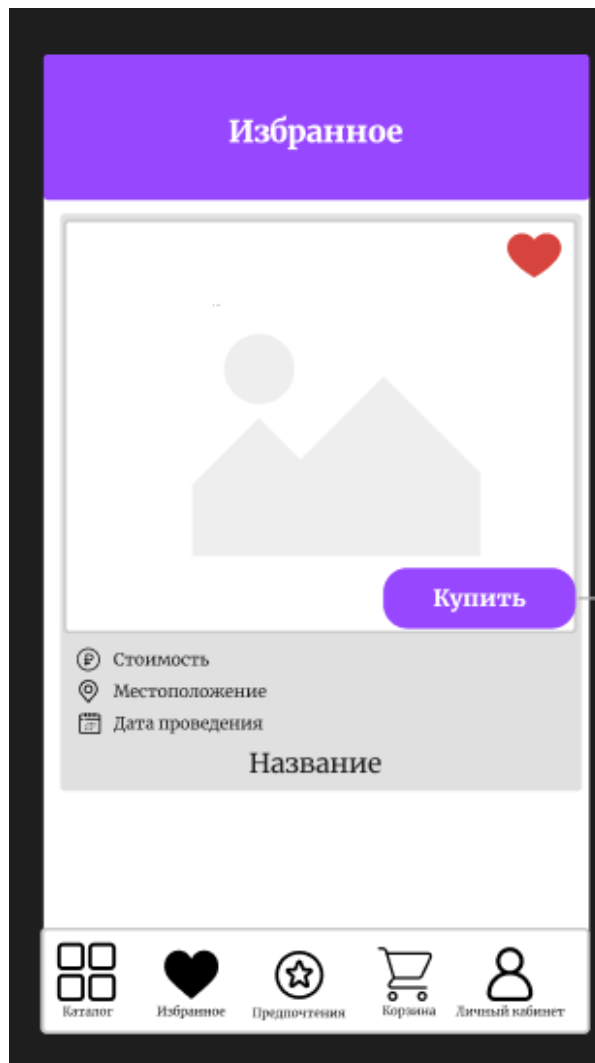 Избранное
Купить
Стоимость
Местоположение
Дата проведения
Название
Каталог
Избранное
Предпочтения
Корзина
Личный кабинет